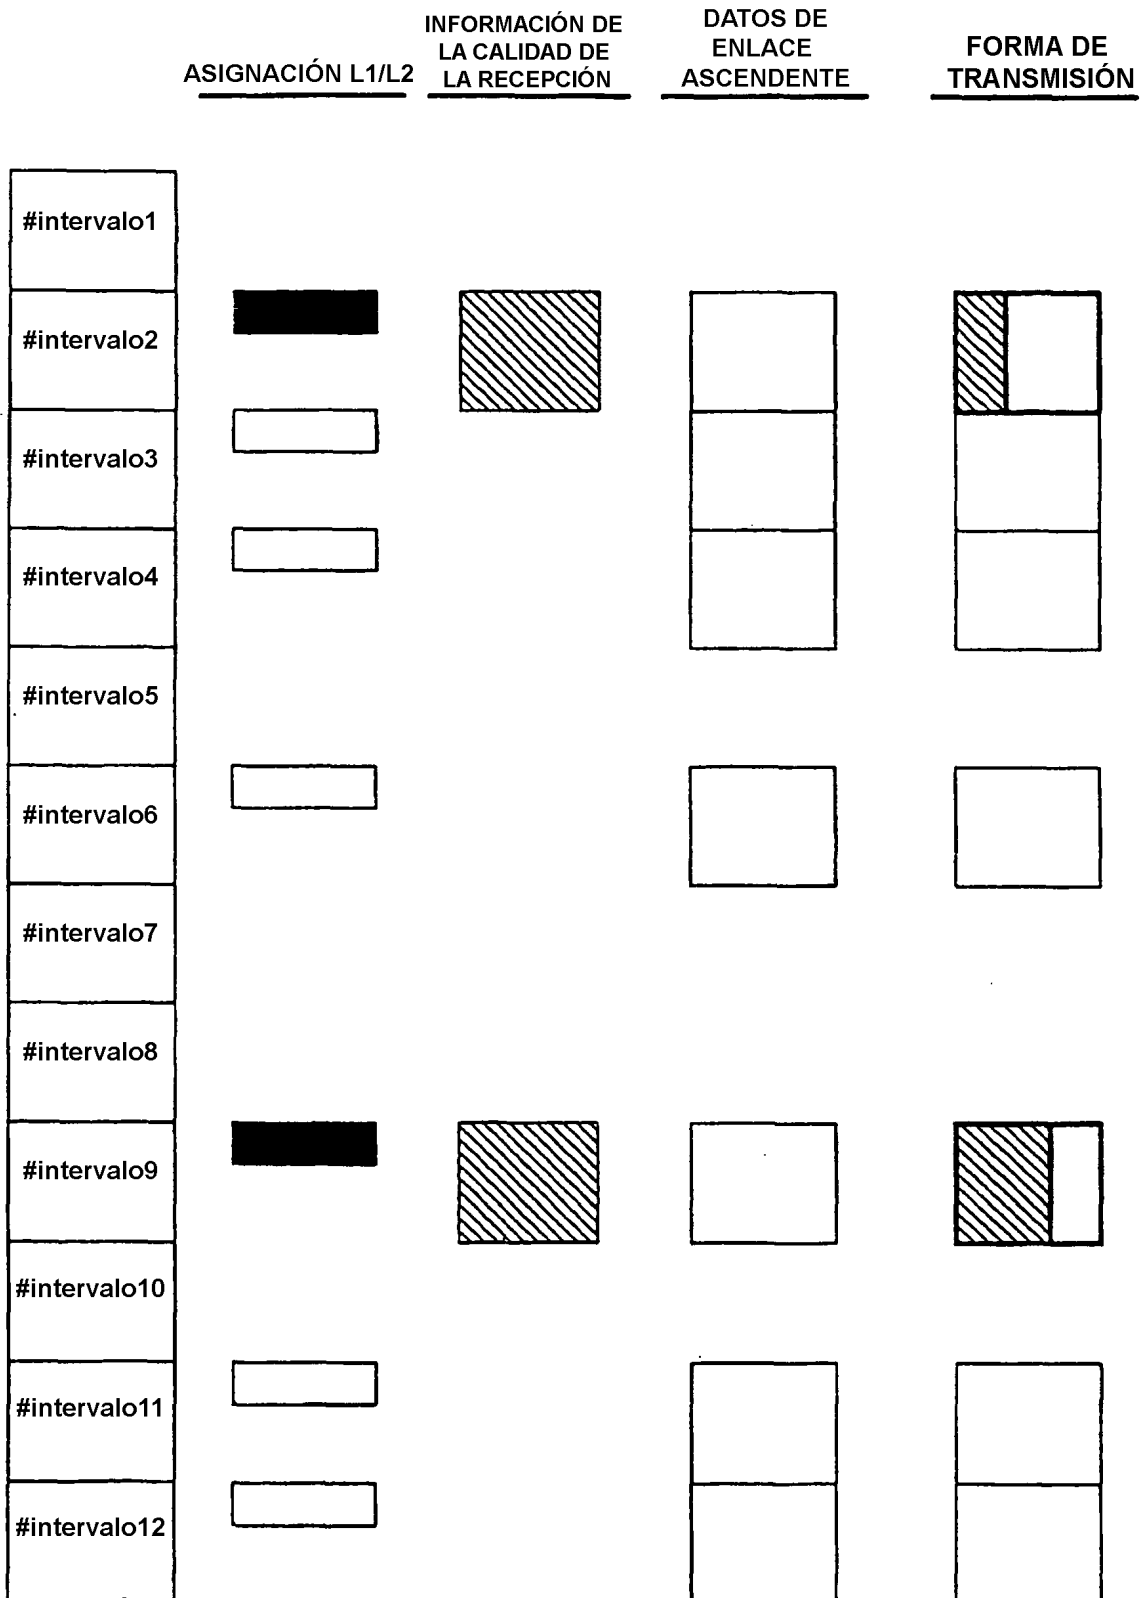 ASIGNACIÓN L1/L2
INFORMACIÓN DE
LA CALIDAD DE
LA RECEPCIÓN
DATOS DE
ENLACE
ASCENDENTE
FORMA DE
TRANSMISIÓN
#intervalo1
#intervalo2
#intervalo3
#intervalo4
#intervalo5
#intervalo6
#intervalo7
#intervalo8
#intervalo9
#intervalo10
#intervalo11
#intervalo12